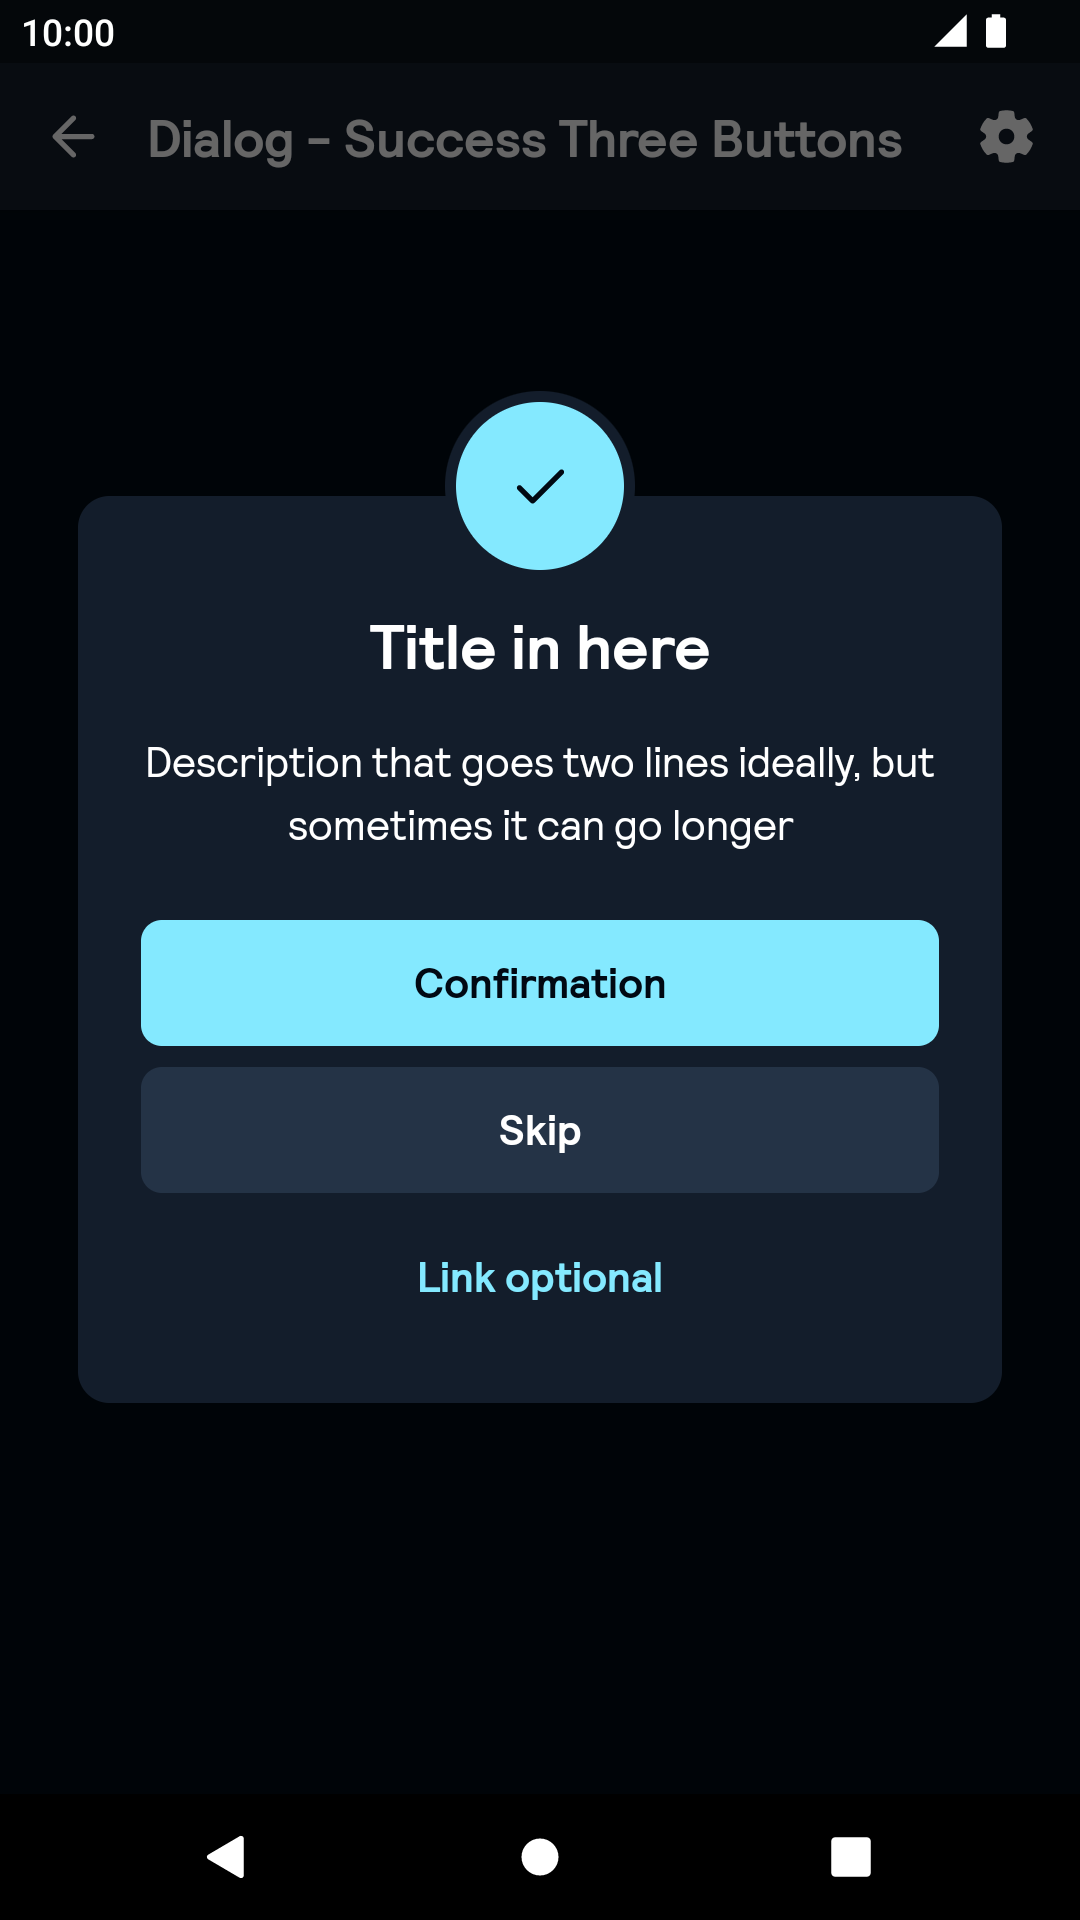 10:00
Dialog - Success Three Buttons
Title in here
Description that goes two lines ideally, but
sometimes it can go longer
Confirmation
Skip
Link optional